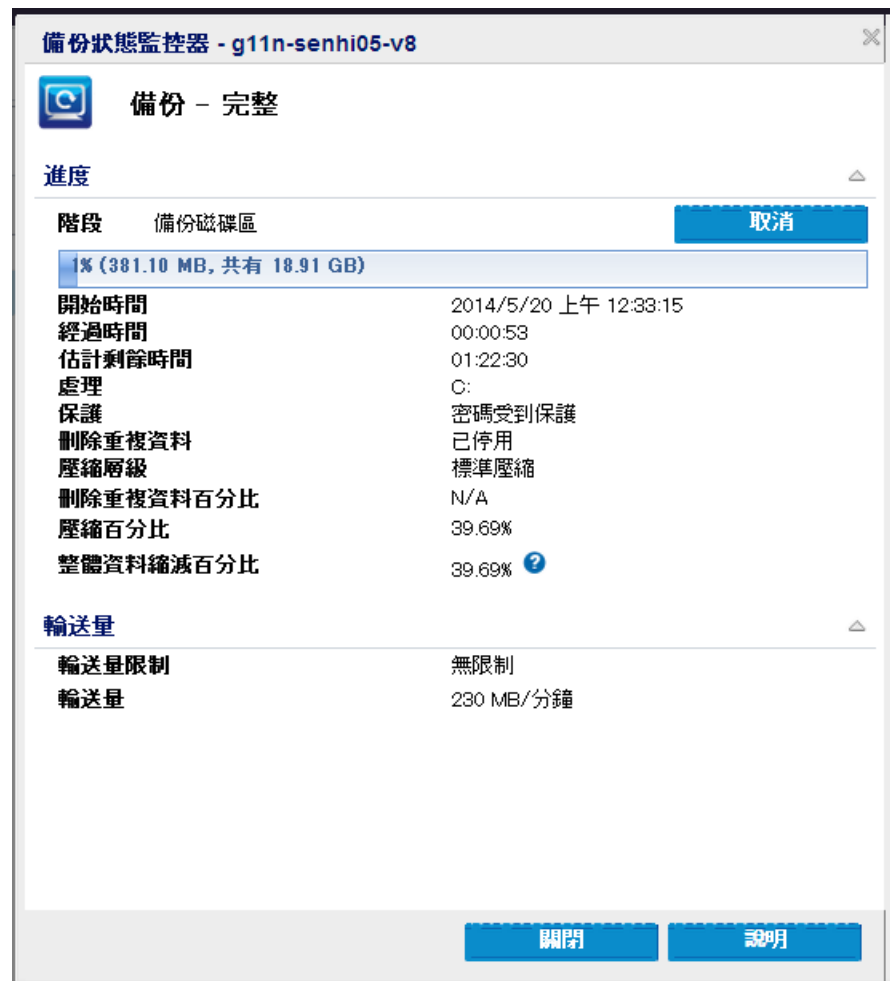 備份狀態監控器 - g11n-senhi05-v8
備份 – 完整
進度
階段 備份磁碟區 取消
1% (381.10 MB, 共有 18.91 GB)
開始時間 2014/5/20 上午 12:33:15
經過時間 00:00:53
估計剩餘時間 01:22:30
處理 C:
保護 密碼受到保護
刪除重複資料 已停用
壓縮層級 標準壓縮
刪除重複資料百分比 N/A
壓縮百分比 39.69%
整體資料縮減百分比 39.69% ?
輸送量
輸送量限制 無限制
輸送量 230 MB/分鐘
關閉 說明